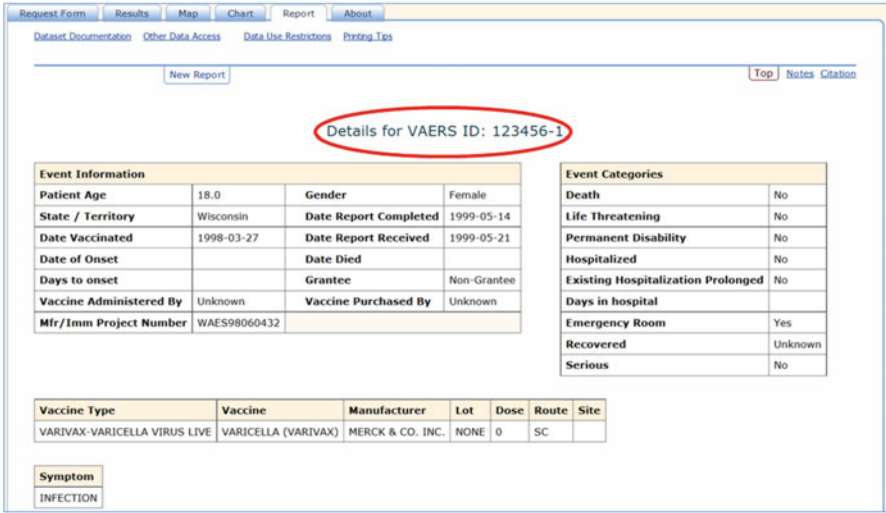 Request Form Results Map Chart Report About
Dataset Documentation Other Data Access Data Use Restrictions Printing Tips
New Report Top Notes Citation
Details for VAERS ID: 123456-1
Event Information
Patient Age 18.0 Gender Female
State / Territory Wisconsin Date Report Completed 1999-05-14
Date Vaccinated 1998-03-27 Date Report Received 1999-05-21
Date of Onset Date Died
Days to onset Grantee Non-Grantee
Vaccine Administered By Unknown Vaccine Purchased By Unknown
Mfr/Imm Project Number WAES98060432
Event Categories
Death No
Life Threatening No
Permanent Disability No
Hospitalized No
Existing Hospitalization Prolonged No
Days in hospital
Emergency Room Yes
Recovered Unknown
Serious No
Vaccine Type Vaccine Manufacturer Lot Dose Route Site
VARIVAX-VARICELLA VIRUS LIVE VARICELLA (VARIVAX) MERCK & CO. INC. NONE 0 SC
Symptom
INFECTION